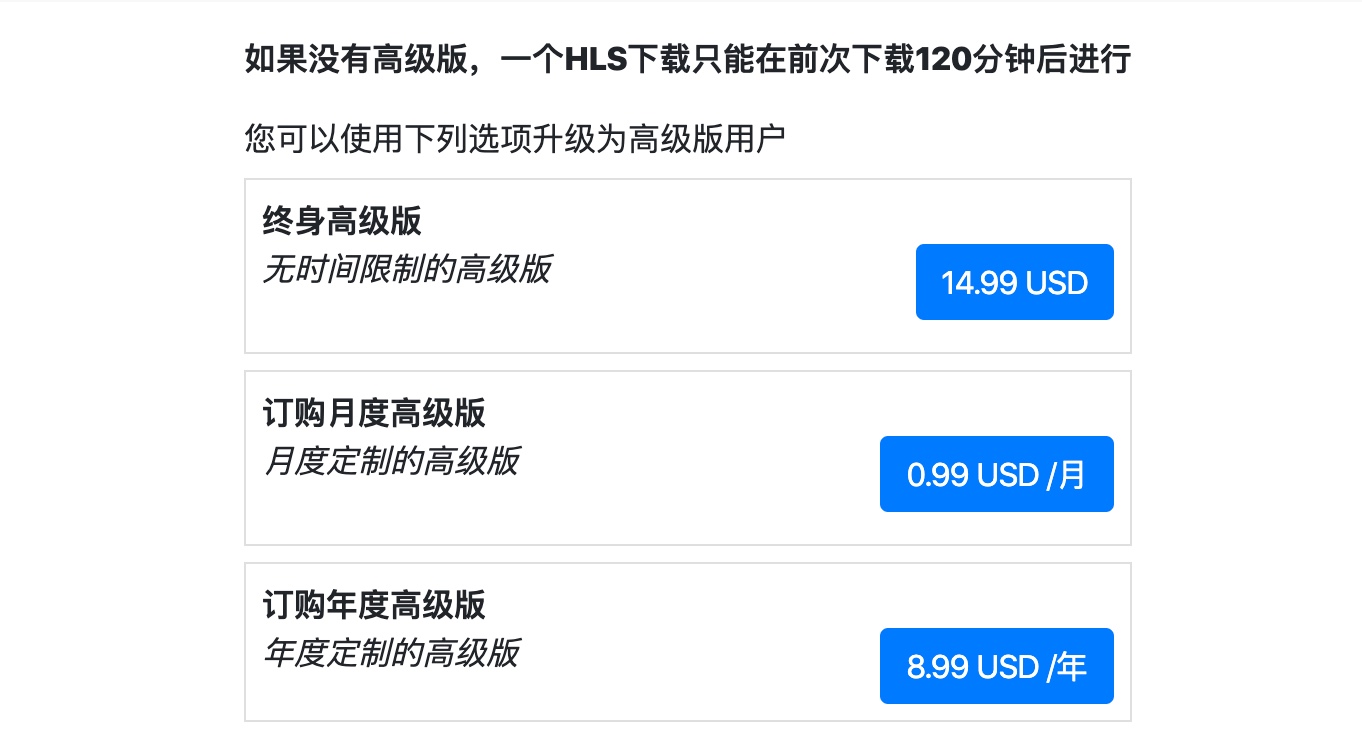 如果没有高级版，一个HLS下载只能在前次下载120分钟后进行
您可以使用下列选项升级为高级版用户
终身高级版
无时间限制的高级版
14.99 USD
订购月度高级版
月度定制的高级版
0.99 USD /月
订购年度高级版
年度定制的高级版
8.99 USD /年